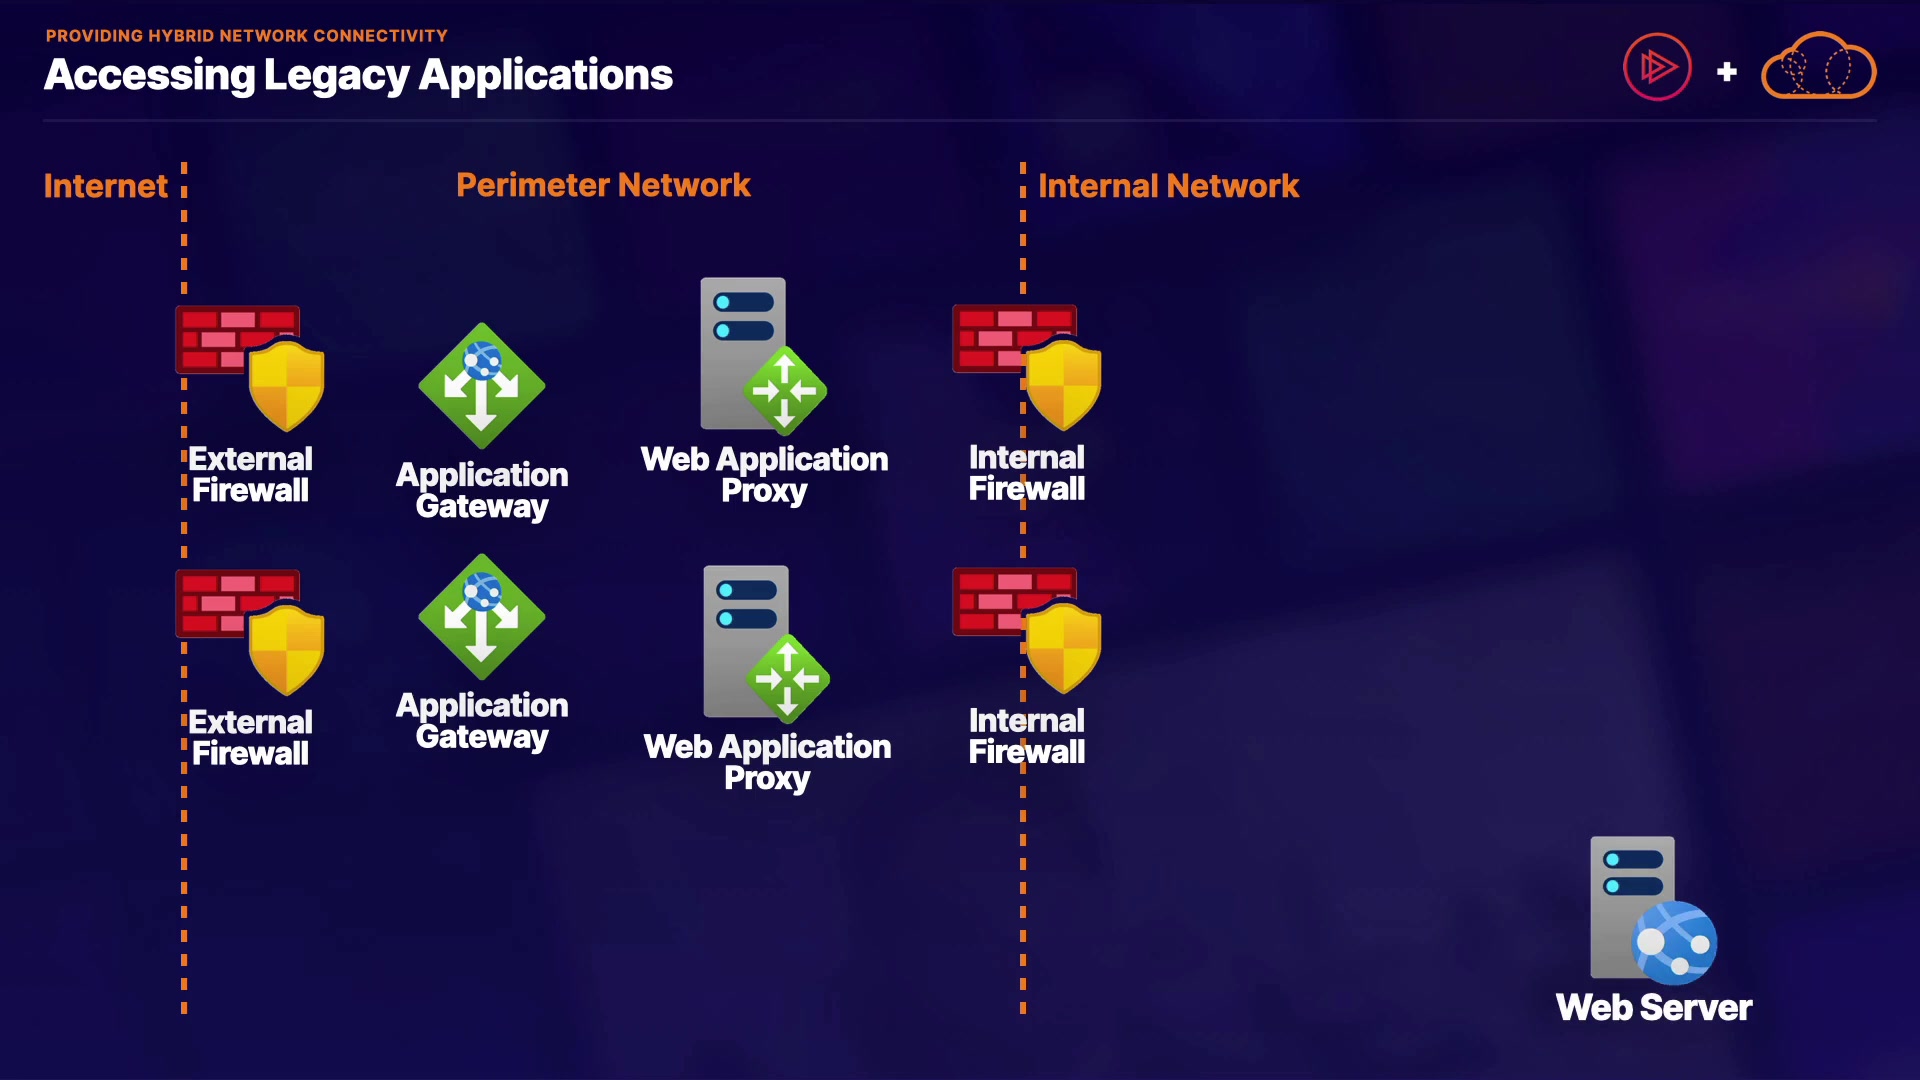 PROVIDING HYBRID NETWORK CONNECTIVITY
Accessing Legacy Applications
Internet
Perimeter Network
Internal Network
External
Firewall
Application
Gateway
Web Application
Proxy
Internal
Firewall
External
Firewall
Application
Gateway
Web Application
Proxy
Internal
Firewall
Web Server